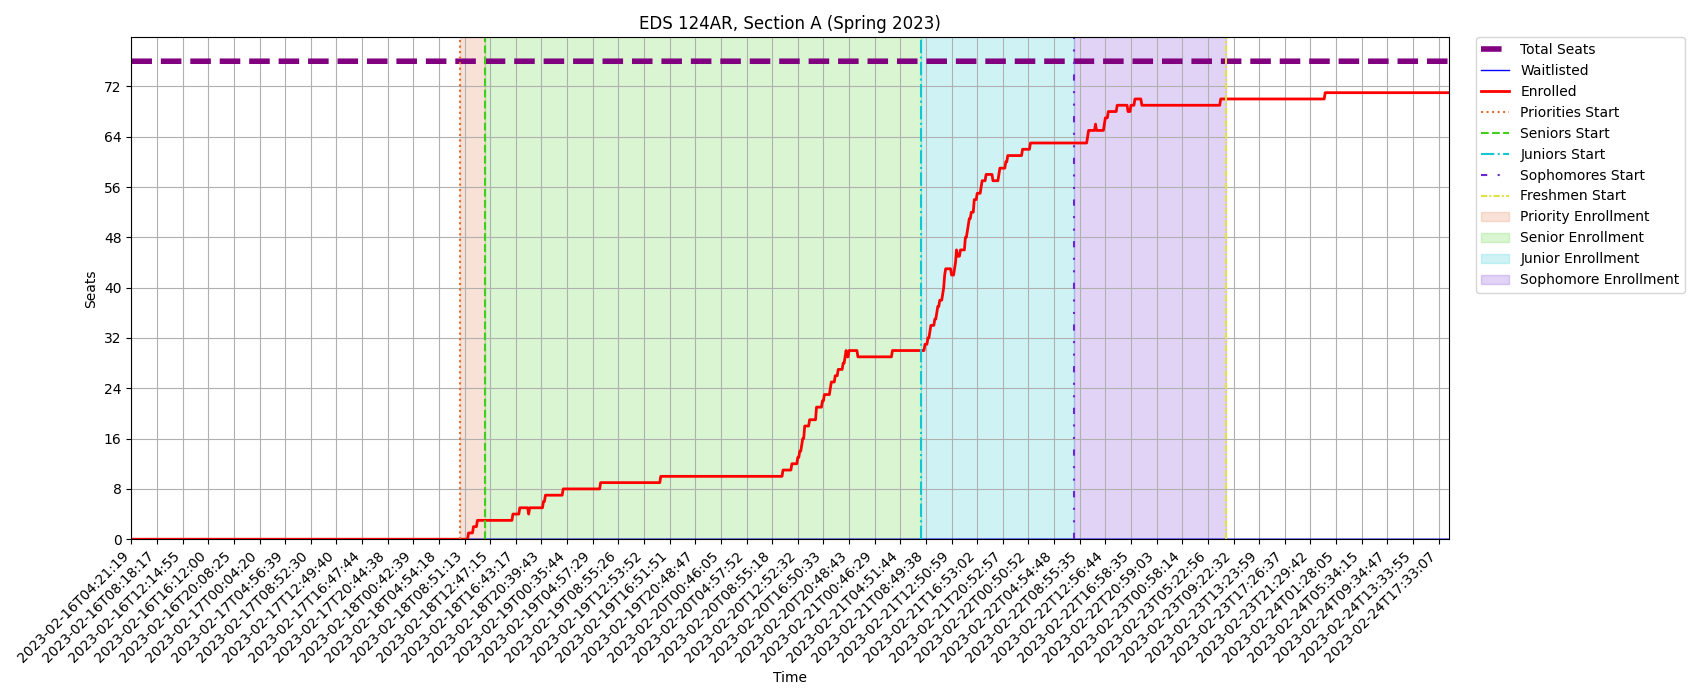 EDS 124AR, Section A (Spring 2023)
Total Seats
Waitlisted
Enrolled
Priorities Start
Seniors Start
Juniors Start
Sophomores Start
Freshmen Start
Priority Enrollment
Senior Enrollment
Junior Enrollment
Sophomore Enrollment
Seats
72
64
56
48
40
32
24
16
8
0
2023-02-16T04:21:19
2023-02-16T08:18:17
2023-02-16T12:14:55
2023-02-16T16:12:00
2023-02-16T20:08:25
2023-02-17T00:04:20
2023-02-17T04:56:39
2023-02-17T08:52:30
2023-02-17T12:49:40
2023-02-17T16:47:44
2023-02-17T20:44:38
2023-02-18T00:42:39
2023-02-18T04:54:18
2023-02-18T08:51:13
2023-02-18T12:47:15
2023-02-18T16:43:17
2023-02-18T20:39:43
2023-02-19T00:35:44
2023-02-19T04:57:29
2023-02-19T08:55:26
2023-02-19T12:53:52
2023-02-19T16:51:51
2023-02-19T20:48:47
2023-02-20T00:46:05
2023-02-20T04:57:52
2023-02-20T08:55:18
2023-02-20T12:52:32
2023-02-20T16:50:33
2023-02-20T20:48:43
2023-02-21T00:46:29
2023-02-21T04:51:44
2023-02-21T08:49:38
2023-02-21T12:50:59
2023-02-21T16:53:02
2023-02-21T20:52:57
2023-02-22T00:50:52
2023-02-22T04:54:48
2023-02-22T08:55:35
2023-02-22T12:56:44
2023-02-22T16:58:35
2023-02-22T20:59:03
2023-02-23T00:58:14
2023-02-23T05:22:56
2023-02-23T09:22:32
2023-02-23T13:23:59
2023-02-23T17:26:37
2023-02-23T21:29:42
2023-02-24T01:28:05
2023-02-24T05:34:15
2023-02-24T09:34:47
2023-02-24T13:33:55
2023-02-24T17:33:07
Time